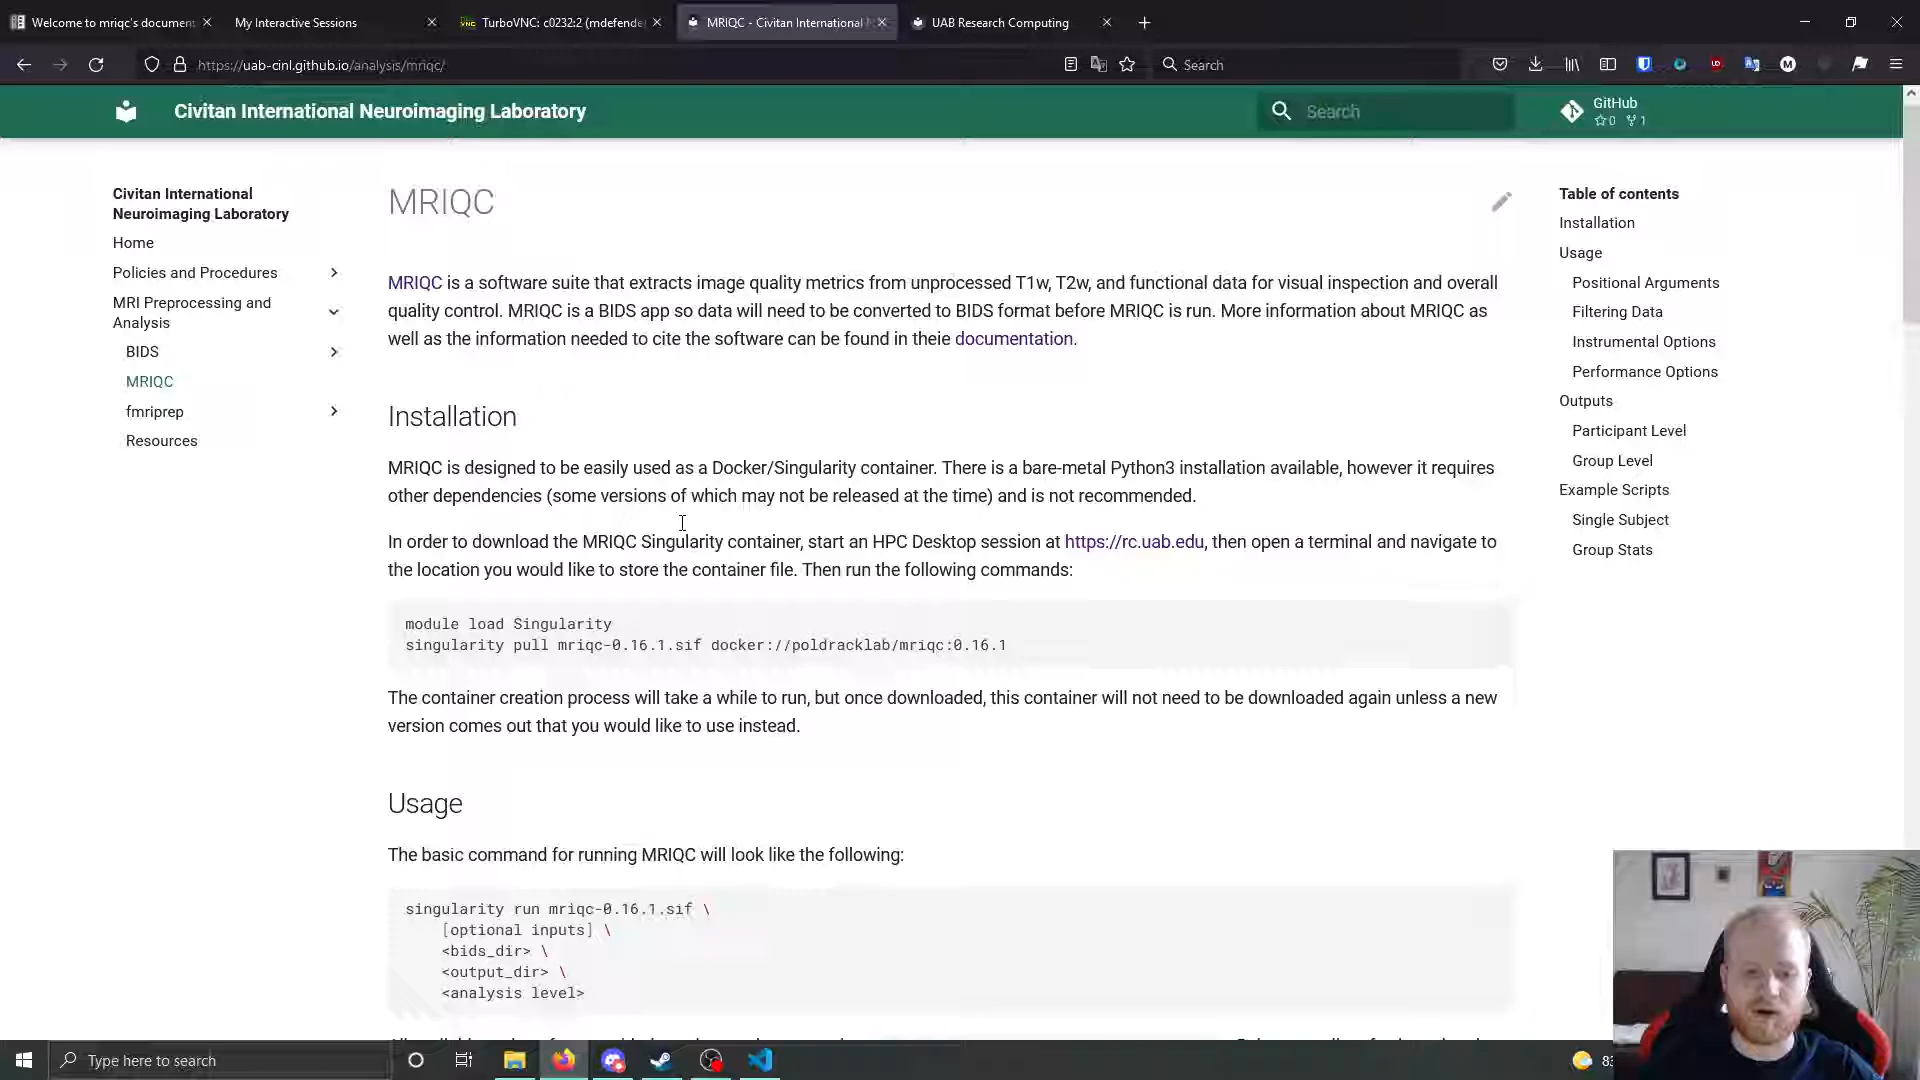 Welcome to mriqc's document
My Interactive Sessions
TurboVNC: c0232:2 (mdefende
MRIQC - Civitan International
UAB Research Computing
https://uab-cinl.github.io/analysis/mriqc/
Search
Civitan International Neuroimaging Laboratory
Search
GitHub
0 1
Civitan International
Neuroimaging Laboratory
Home
Policies and Procedures
MRI Preprocessing and
Analysis
BIDS
MRIQC
fmriprep
Resources
MRIQC
MRIQC is a software suite that extracts image quality metrics from unprocessed T1w, T2w, and functional data for visual inspection and overall
quality control. MRIQC is a BIDS app so data will need to be converted to BIDS format before MRIQC is run. More information about MRIQC as
well as the information needed to cite the software can be found in theie documentation.
Installation
MRIQC is designed to be easily used as a Docker/Singularity container. There is a bare-metal Python3 installation available, however it requires
other dependencies (some versions of which may not be released at the time) and is not recommended.
In order to download the MRIQC Singularity container, start an HPC Desktop session at https://rc.uab.edu, then open a terminal and navigate to
the location you would like to store the container file. Then run the following commands:
module load Singularity
singularity pull mriqc-0.16.1.sif docker://poldracklab/mriqc:0.16.1
The container creation process will take a while to run, but once downloaded, this container will not need to be downloaded again unless a new
version comes out that you would like to use instead.
Usage
The basic command for running MRIQC will look like the following:
singularity run mriqc-0.16.1.sif \
[optional inputs] \
<bids_dir> \
<output_dir> \
<analysis level>
Table of contents
Installation
Usage
Positional Arguments
Filtering Data
Instrumental Options
Performance Options
Outputs
Participant Level
Group Level
Example Scripts
Single Subject
Group Stats
Type here to search